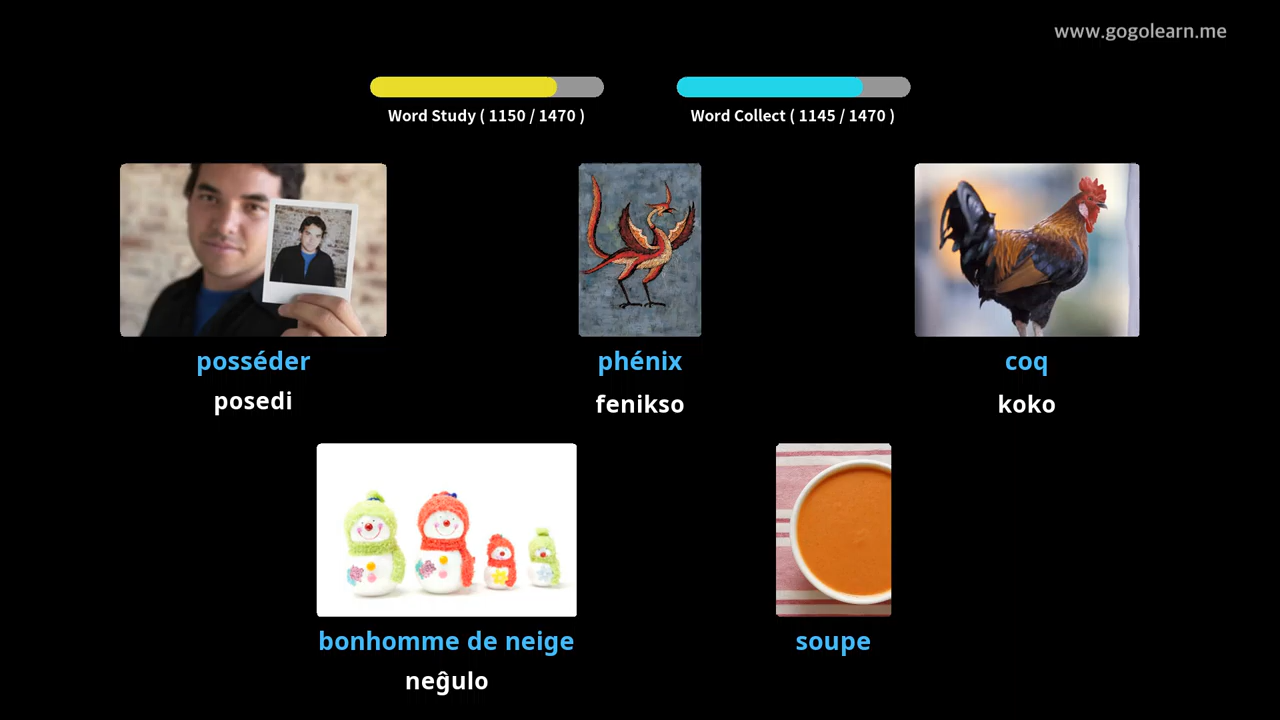 www.gogolearn.me
Word Study ( 1150 / 1470 )
Word Collect ( 1145 / 1470 )
posséder
phénix
coq
posedi
fenikso
koko
bonhomme de neige
soupe
neĝulo